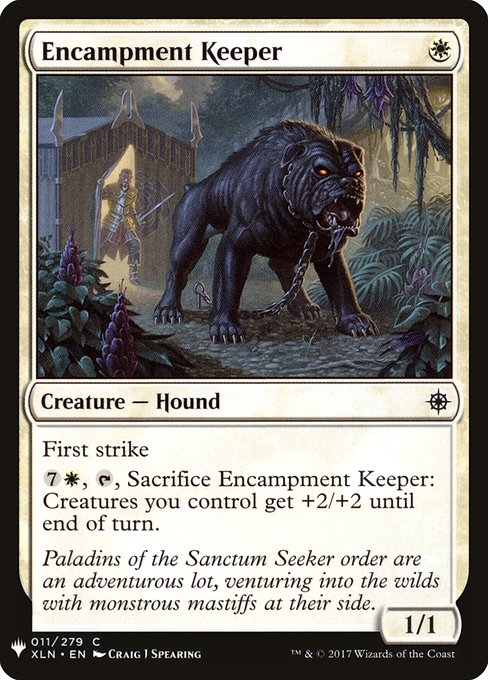 Encampment Keeper
Creature — Hound
First strike
7, , Sacrifice Encampment Keeper:
Creatures you control get +2/+2 until
end of turn.
Paladins of the Sanctum Seeker order are
an adventurous lot, venturing into the wilds
with monstrous mastiffs at their side.
1/1
011/279 C
XLN • EN Craig J Spearing
™ & © 2017 Wizards of the Coast